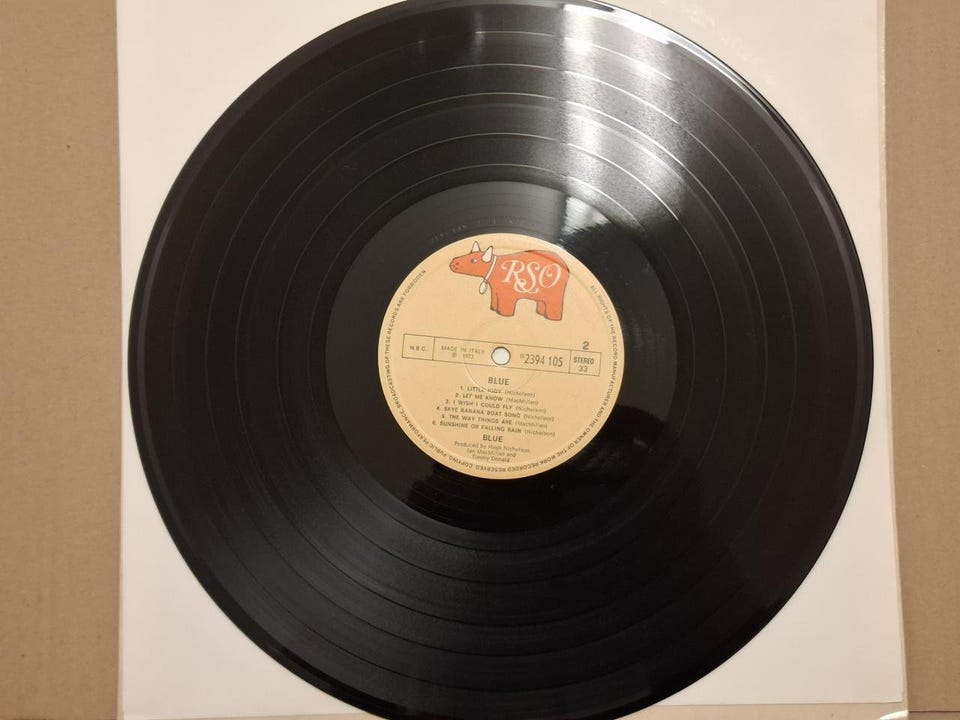 RSO
ALL RIGHTS OF THE RECORD MANUFACTURER AND THE OWNER OF THE WORK RECORDED RESERVED. COPYING, PUBLIC PERFORMANCE, BROADCASTING OF THESE RECORDS ARE FORBIDDEN
2
N.B.C.
MADE IN ITALY
℗ 1973
2394 105
STEREO
33
BLUE
1. LITTLE JODY (Nicholson)
2. LET ME KNOW (MacMillan)
3. I WISH I COULD FLY (Nicholson)
4. SKYE BANANA BOAT SONG (Nicholson)
5. THE WAY THINGS ARE (MacMillan)
6. SUNSHINE OR FALLING RAIN (Nicholson)
BLUE
Produced by Hugh Nicholson,
Ian MacMillan and
Timmy Donald